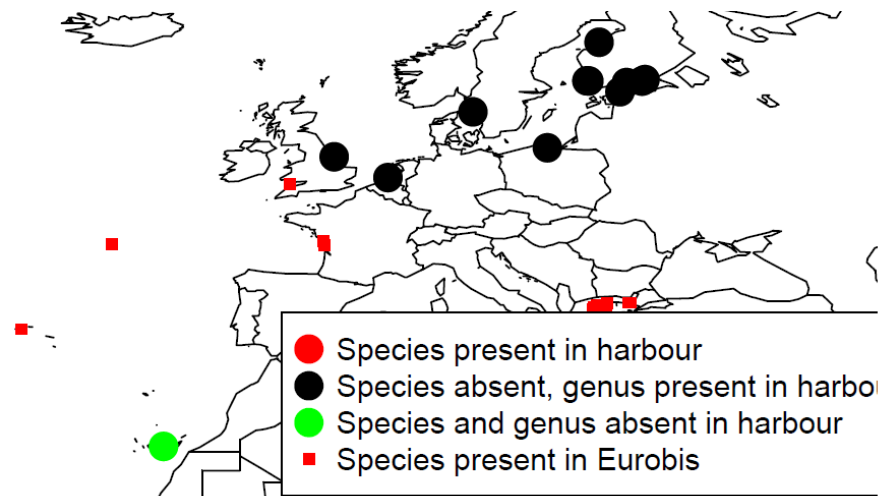 Species present in harbour
Species absent, genus present in harbou
Species and genus absent in harbour
Species present in Eurobis